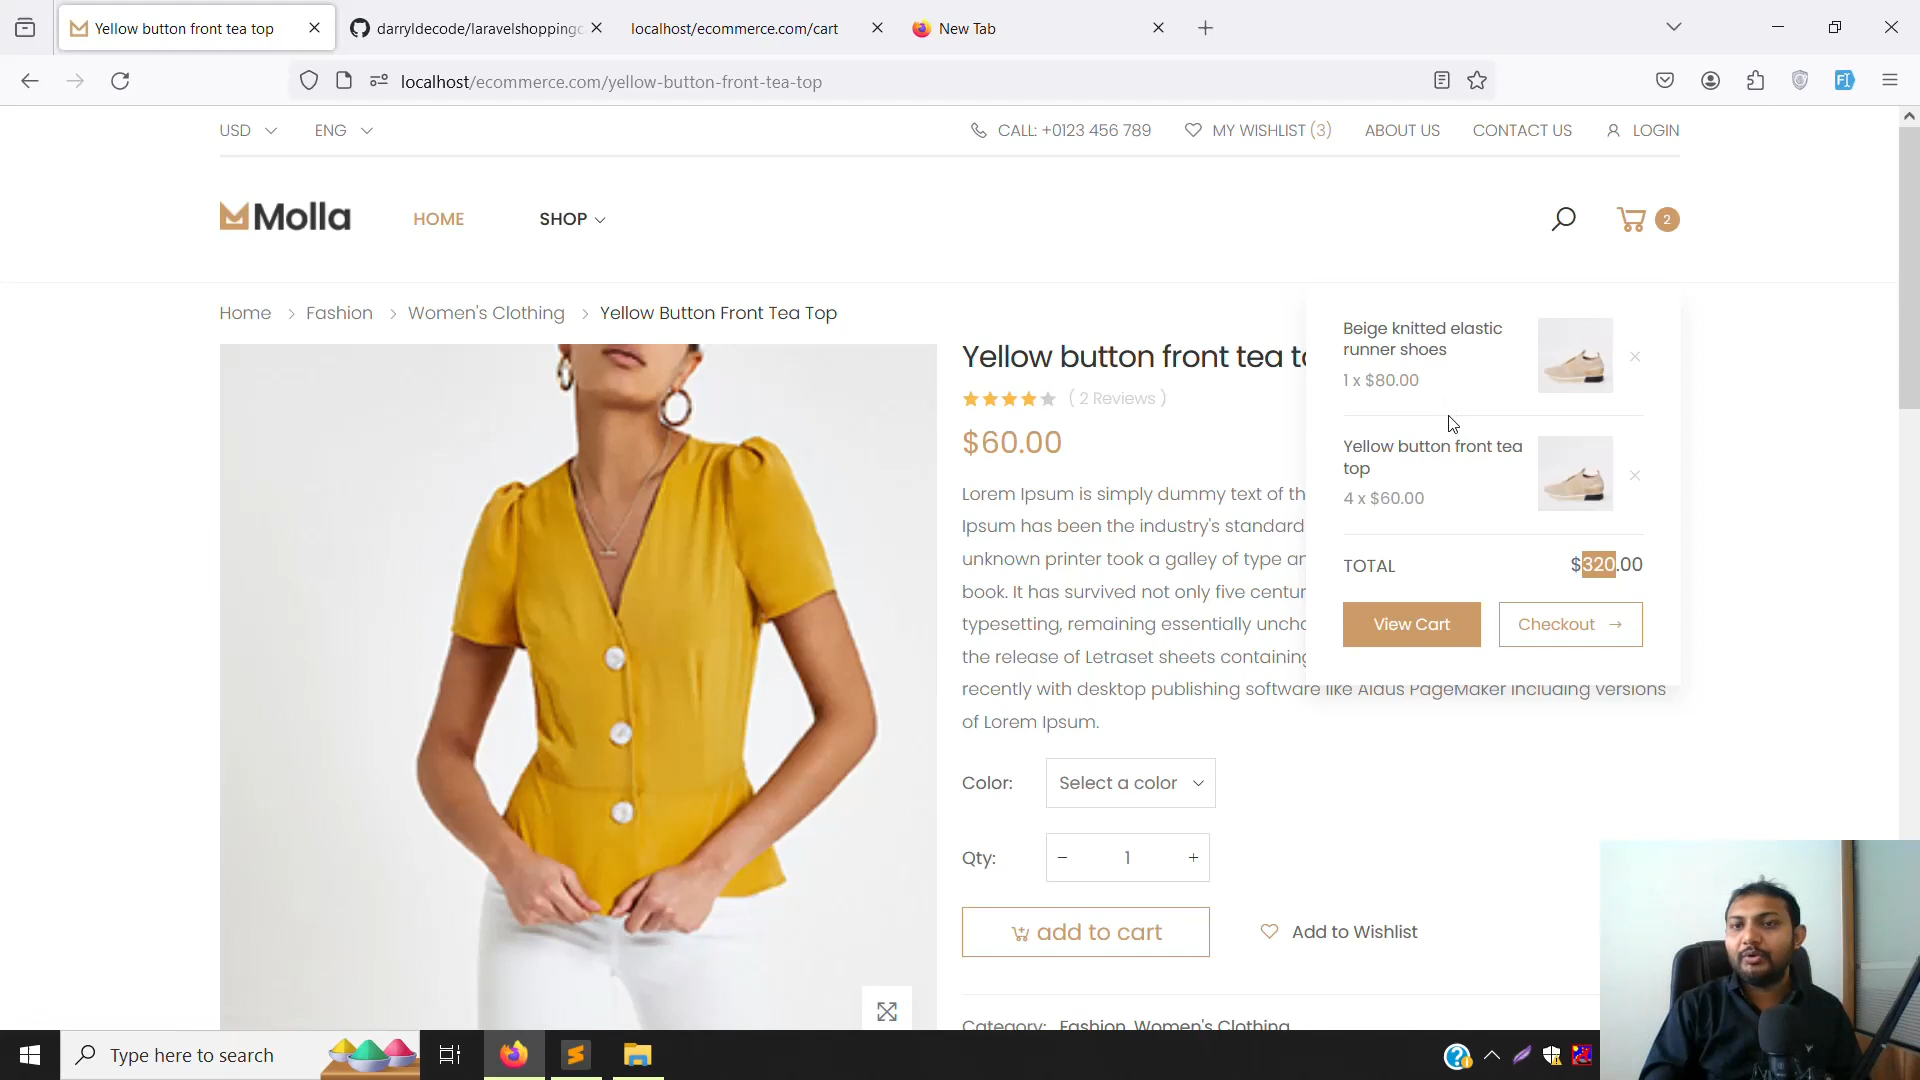 Yellow button front tea top
darryldecode/laravelshoppingc
localhost/ecommerce.com/cart
New Tab
localhost/ecommerce.com/yellow-button-front-tea-top
USD
ENG
CALL: +0123 456 789
MY WISHLIST (3)
ABOUT US
CONTACT US
LOGIN
Molla
HOME
SHOP
2
Home > Fashion > Women's Clothing > Yellow Button Front Tea Top
Yellow button front tea to
( 2 Reviews )
$60.00
Lorem Ipsum is simply dummy text of th
Ipsum has been the industry's standard
unknown printer took a galley of type an
book. It has survived not only five centur
typesetting, remaining essentially uncha
the release of Letraset sheets containing
recently with desktop publishing software like Aldus PageMaker including versions
of Lorem Ipsum.
Beige knitted elastic
runner shoes
1 x $80.00
Yellow button front tea
top
4 x $60.00
TOTAL
$320.00
View Cart
Checkout →
Color:
Select a color
Qty:
− 1 +
add to cart
Add to Wishlist
Category: Fashion, Women's Clothing
Type here to search